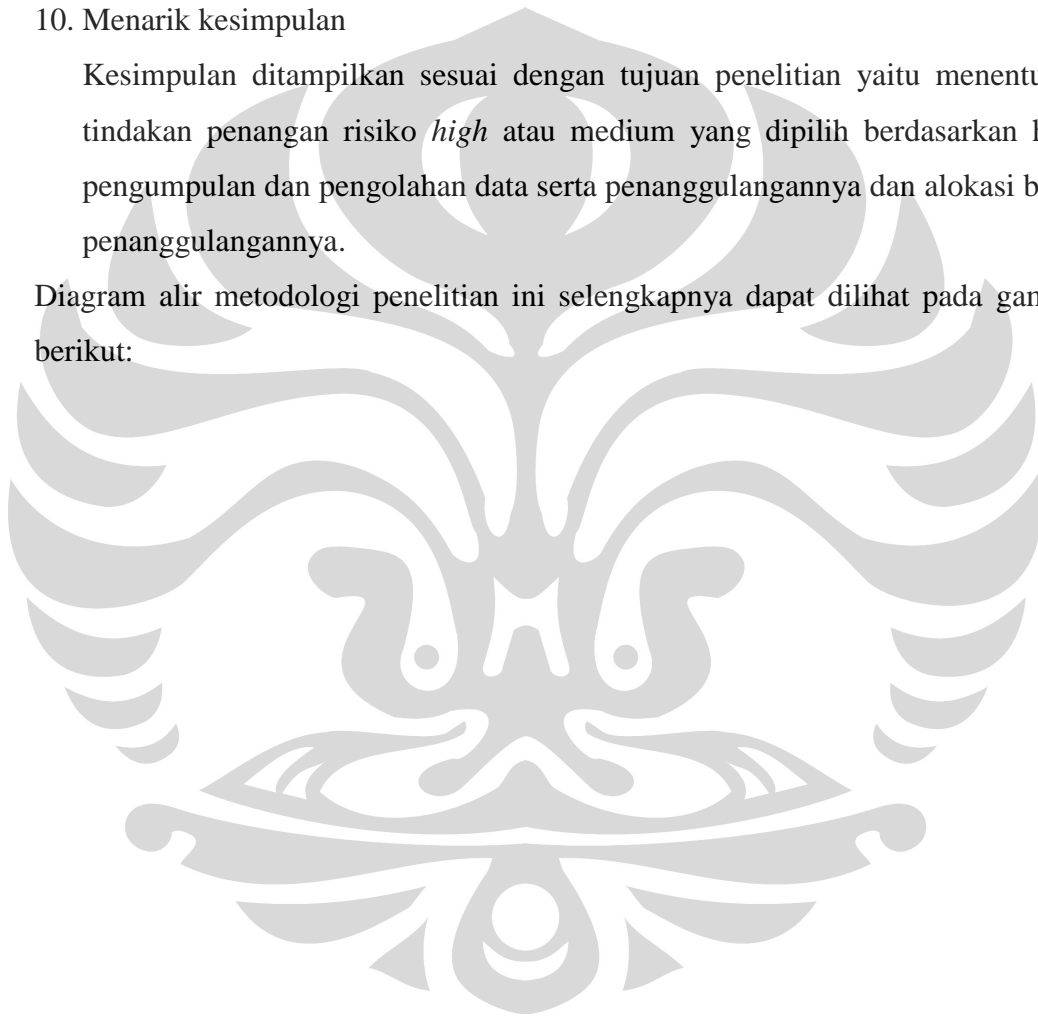 10. Menarik kesimpulan
Kesimpulan ditampilkan sesuai dengan tujuan penelitian yaitu menentu
tindakan penangan risiko high atau medium yang dipilih berdasarkan h
pengumpulan dan pengolahan data serta penanggulangannya dan alokasi b
penanggulangannya.
Diagram alir metodologi penelitian ini selengkapnya dapat dilihat pada gam
berikut: